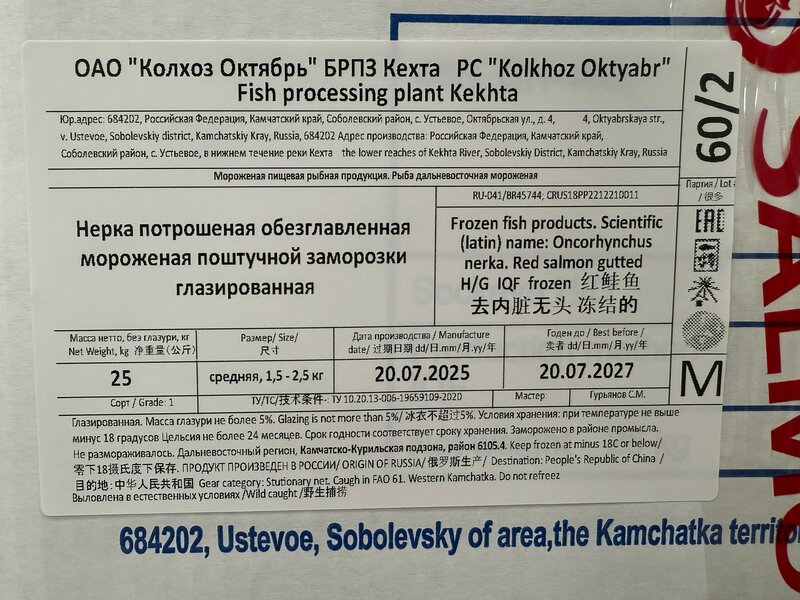 ОАО "Колхоз Октябрь" БРПЗ Кехта PC "Kolkhoz Oktyabr"
Fish processing plant Kekhta
Юр.адрес: 684202, Российская Федерация, Камчатский край, Соболевский район, с. Устьевое, Октябрьская ул., д. 4, 4, Oktyabrskaya str.,
v. Ustevoe, Sobolevskiy district, Kamchatskiy Kray, Russia, 684202 Адрес производства: Российская Федерация, Камчатский край,
Соболевский район, с. Устьевое, в нижнем течение реки Кехта the lower reaches of Kekhta River, Sobolevskiy District, Kamchatskiy Kray, Russia
60/2
Партия / Lot #
/ 很多
Мороженая пищевая рыбная продукция. Рыба дальневосточная мороженая
RU-041/BR45744; CRUS18PP2212210011
Нерка потрошеная обезглавленная
мороженая поштучной заморозки
глазированная
Frozen fish products. Scientific
(latin) name: Oncorhynchus
nerka. Red salmon gutted
H/G IQF frozen 红鲑鱼
去内脏无头 冻结的
EAC
Масса нетто, без глазури, кг
Net Weight, kg 净重量(公斤)
Размер/ Size/
尺寸
Дата производства / Manufacture
date/ 过期日期 dd/日.mm/月.yy/年
Годен до / Best before /
卖者 dd/日.mm/月.yy/年
25
средняя, 1,5 - 2,5 кг
20.07.2025
20.07.2027
M
Сорт / Grade: 1
ТУ/TC/技术条件-: ТУ 10.20.13-006-19659109-2020
Мастер:
Гурьянов С.М.
Глазированная. Масса глазури не более 5%. Glazing is not more than 5%/ 冰衣不超过5%. Условия хранения: при температуре не выше
минус 18 градусов Цельсия не более 24 месяцев. Срок годности соответствует сроку хранения. Заморожено в районе промысла.
Не размораживалось. Дальневосточный регион, Камчатско-Курильская подзона, район 6105.4. Keep frozen at minus 18C or below/
零下18摄氏度下保存. ПРОДУКТ ПРОИЗВЕДЕН В РОССИИ/ ORIGIN OF RUSSIA/ 俄罗斯生产/ Destination: People's Republic of China /
目的地: 中华人民共和国 Gear category: Stutionary net. Caugh in FAO 61. Western Kamchatka. Do not refreez
Выловлена в естественных условиях /Wild caught / 野生捕捞
684202, Ustevoe, Sobolevsky of area,the Kamchatka territo
SALMO